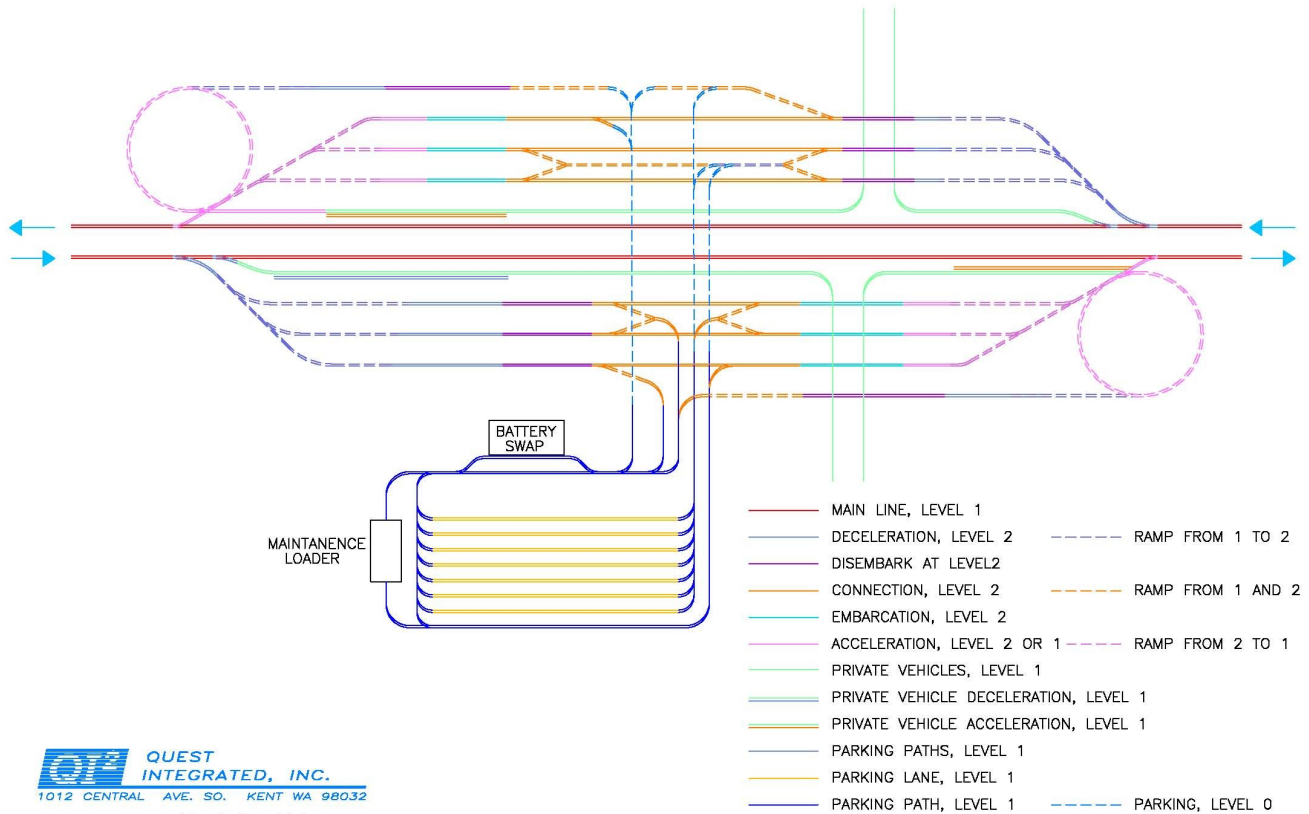 BATTERY
SWAP
MAINTANENCE
LOADER
MAIN LINE, LEVEL 1
DECELERATION, LEVEL 2
RAMP FROM 1 TO 2
DISEMBARK AT LEVEL2
CONNECTION, LEVEL 2
RAMP FROM 1 AND 2
EMBARCATION, LEVEL 2
ACCELERATION, LEVEL 2 OR 1
RAMP FROM 2 TO 1
PRIVATE VEHICLES, LEVEL 1
PRIVATE VEHICLE DECELERATION, LEVEL 1
PRIVATE VEHICLE ACCELERATION, LEVEL 1
PARKING PATHS, LEVEL 1
PARKING LANE, LEVEL 1
PARKING PATH, LEVEL 1
PARKING, LEVEL 0
QI²
QUEST
INTEGRATED, INC.
1012 CENTRAL AVE. SO. KENT WA 98032